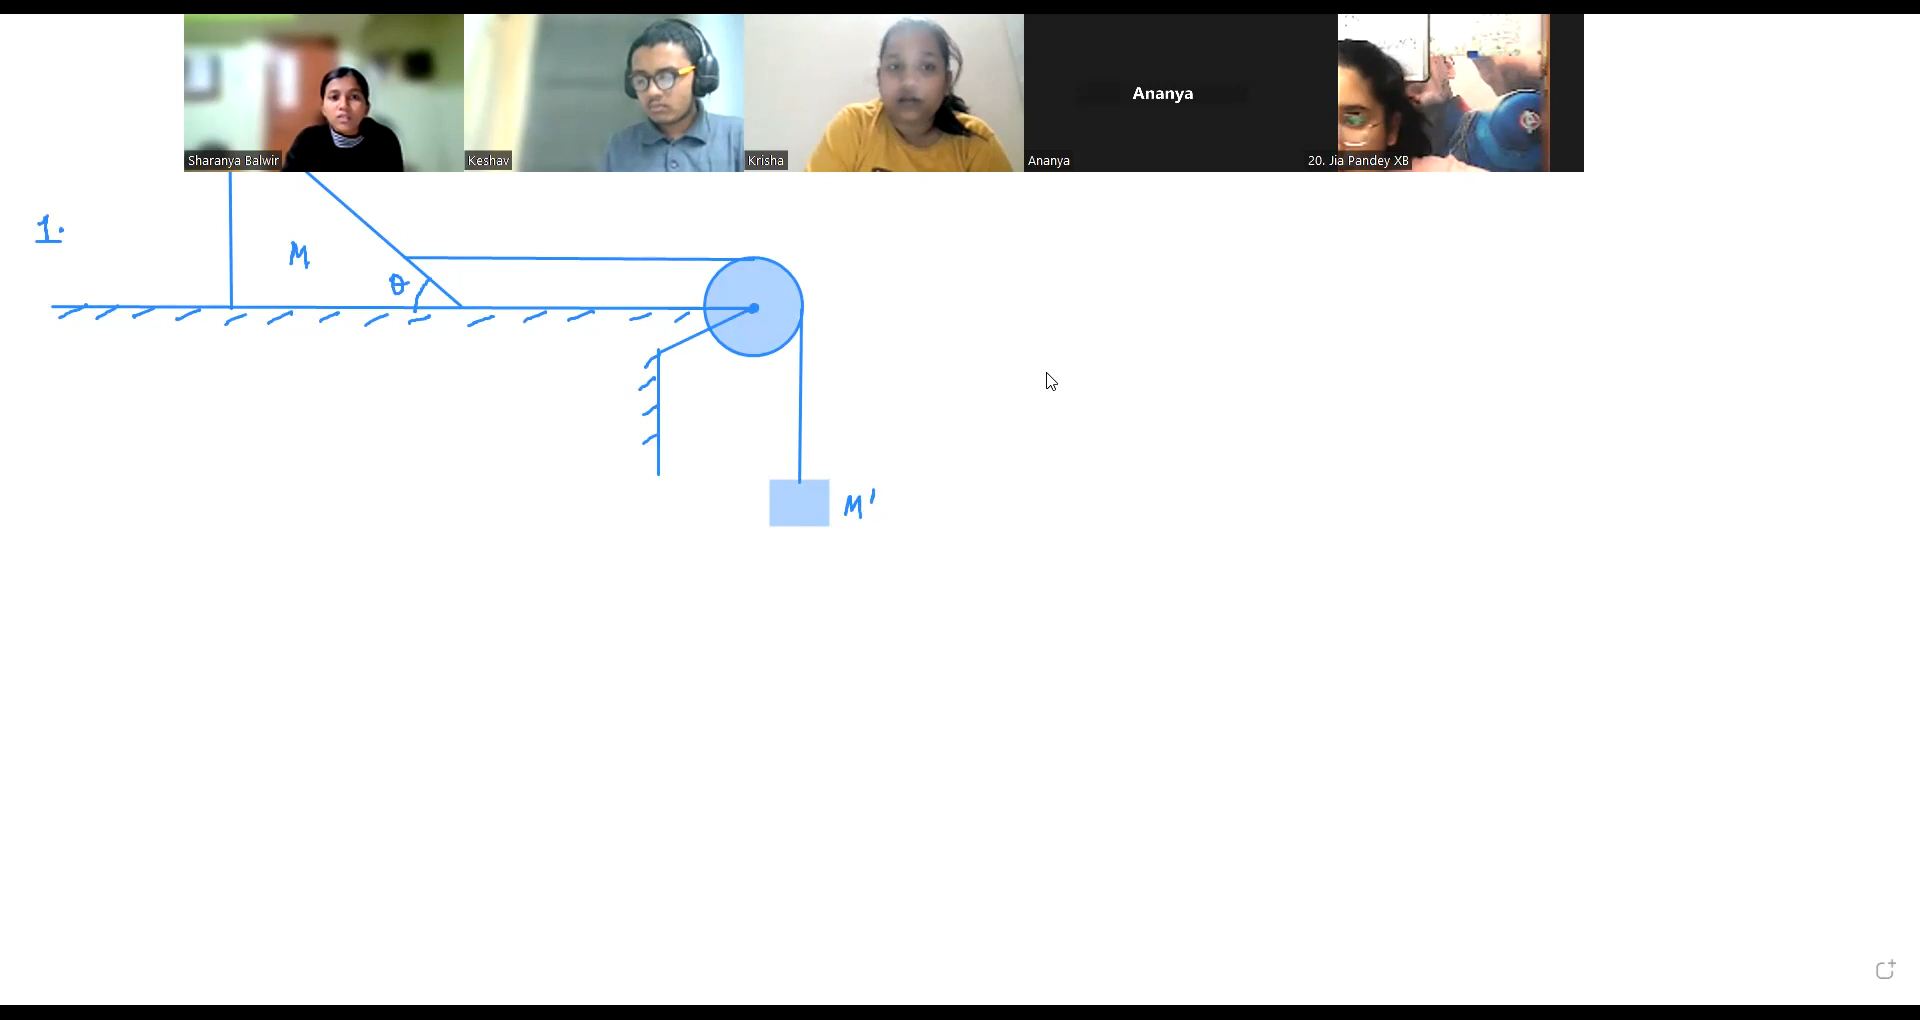 Ananya
Sharanya Balwir
Keshav
Krisha
Ananya
20. Jia Pandey XB
1.
M
θ
M'